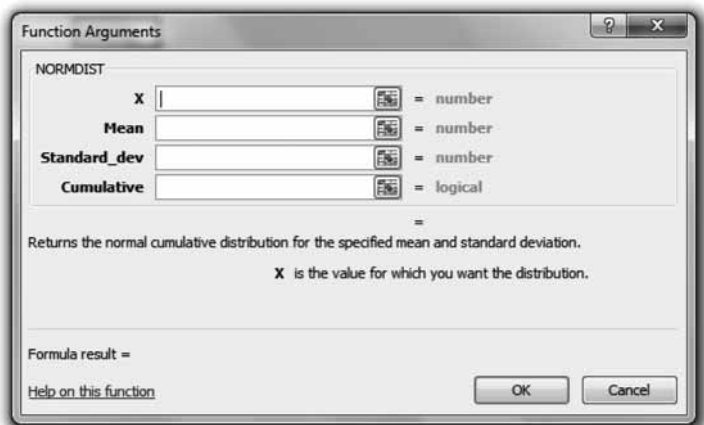 Function Arguments
? X
NORMDIST
X = number
Mean = number
Standard_dev = number
Cumulative = logical
=
Returns the normal cumulative distribution for the specified mean and standard deviation.
X is the value for which you want the distribution.
Formula result =
Help on this function
OK Cancel